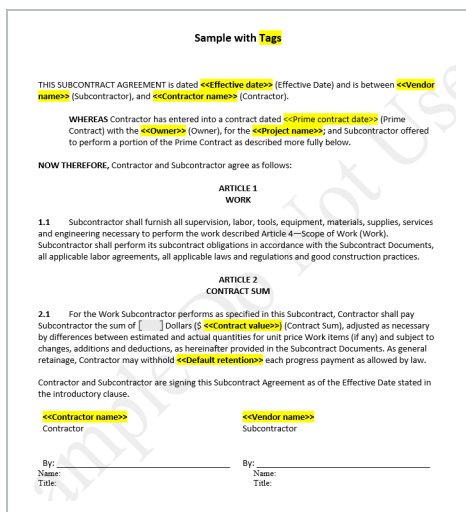 Sample with Tags
THIS SUBCONTRACT AGREEMENT is dated <<Effective date>> (Effective Date) and is between <<Vendor
name>> (Subcontractor), and <<Contractor name>> (Contractor).
WHEREAS Contractor has entered into a contract dated <<Prime contract date>> (Prime
Contract) with the <<Owner>> (Owner), for the <<Project name>>; and Subcontractor offered
to perform a portion of the Prime Contract as described more fully below.
NOW THEREFORE, Contractor and Subcontractor agree as follows:
ARTICLE 1
WORK
1.1 Subcontractor shall furnish all supervision, labor, tools, equipment, materials, supplies, services
and engineering necessary to perform the work described Article 4—Scope of Work (Work).
Subcontractor shall perform its subcontract obligations in accordance with the Subcontract Documents,
all applicable labor agreements, all applicable laws and regulations and good construction practices.
ARTICLE 2
CONTRACT SUM
2.1 For the Work Subcontractor performs as specified in this Subcontract, Contractor shall pay
Subcontractor the sum of [ ] Dollars ($ <<Contract value>>) (Contract Sum), adjusted as necessary
by differences between estimated and actual quantities for unit price Work items (if any) and subject to
changes, additions and deductions, as hereinafter provided in the Subcontract Documents. As general
retainage, Contractor may withhold <<Default retention>> each progress payment as allowed by law.
Contractor and Subcontractor are signing this Subcontract Agreement as of the Effective Date stated in
the introductory clause.
<<Contractor name>> <<Vendor name>>
Contractor Subcontractor
By: By:
Name: Name:
Title: Title:
ample Do Not Use